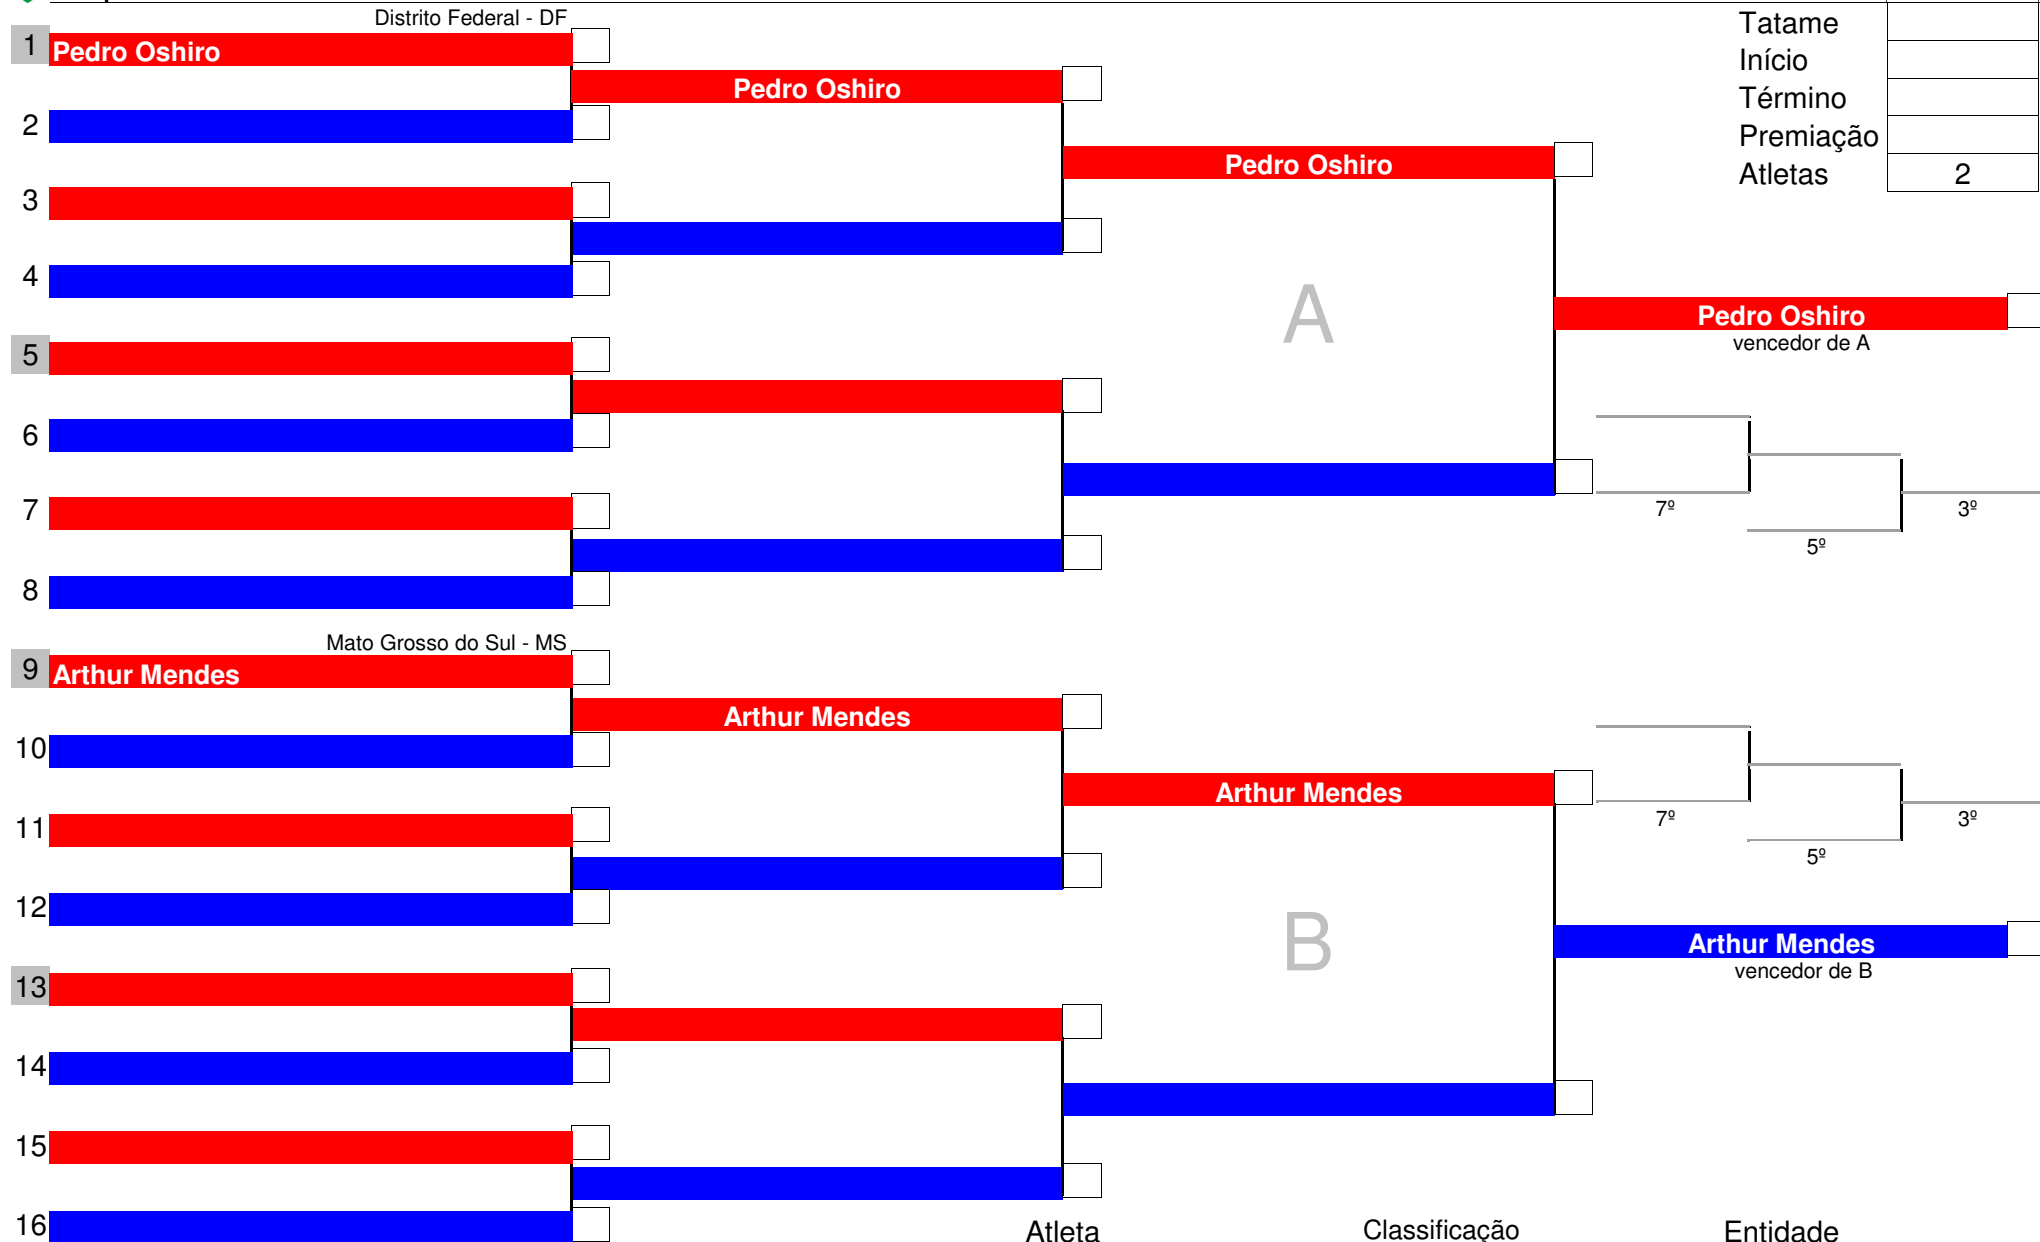 Distrito Federal - DF
Tatame
1 Pedro Oshiro
Início
Pedro Oshiro
Término
2
Premiação
Pedro Oshiro
Atletas 2
3
4
A
Pedro Oshiro
vencedor de A
5
6
7º 3º
7
5º
8
Mato Grosso do Sul - MS
9 Arthur Mendes
Arthur Mendes
10
Arthur Mendes
7º 3º
11
5º
12
B
Arthur Mendes
vencedor de B
13
14
15
16
Atleta Classificação Entidade